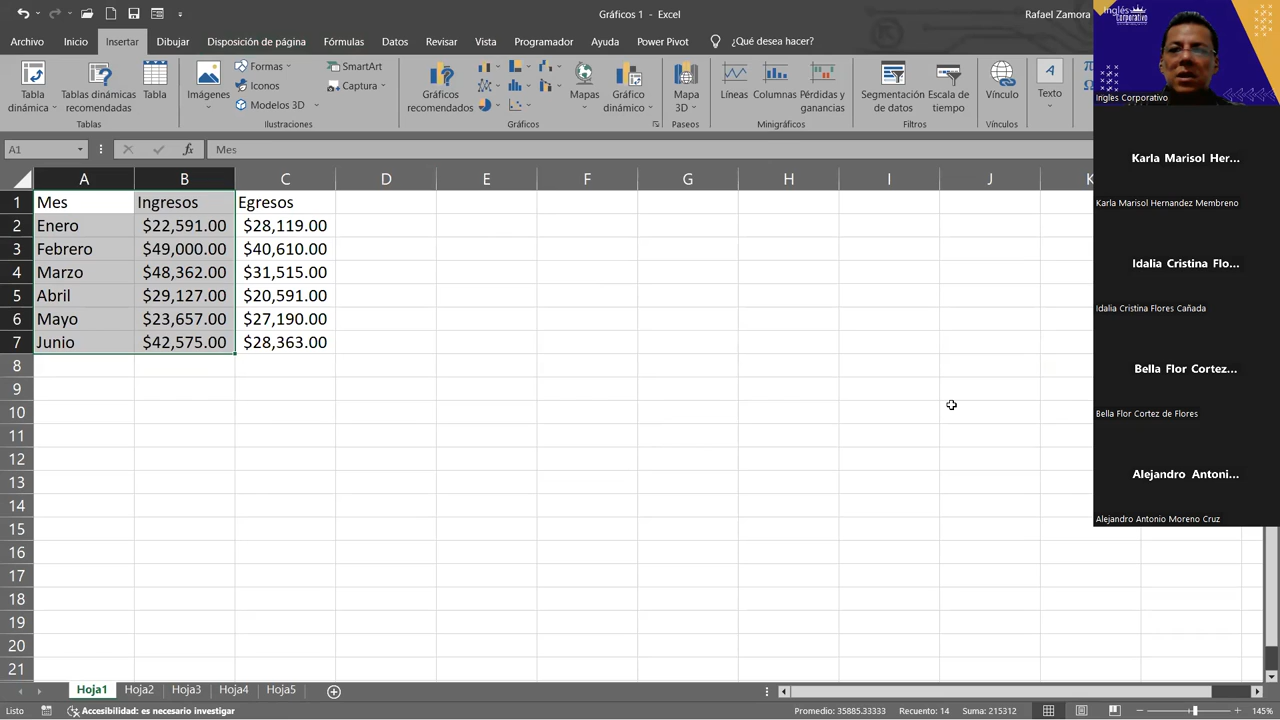 Gráficos 1 - Excel
Rafael Zamora
Archivo Inicio Insertar Dibujar Disposición de página Fórmulas Datos Revisar Vista Programador Ayuda Power Pivot ¿Qué desea hacer?
Tabla dinámica
Tablas dinámicas recomendadas
Tabla
Tablas
Imágenes
Formas
Iconos
Modelos 3D
SmartArt
Captura
Ilustraciones
Gráficos recomendados
Mapas
Gráfico dinámico
Gráficos
Mapa 3D
Paseos
Líneas
Columnas
Pérdidas y ganancias
Minigráficos
Segmentación de datos
Escala de tiempo
Filtros
Vínculo
Vínculos
Texto
A1 fx Mes
A B C D E F G H I J K
1 Mes Ingresos Egresos
2 Enero $22,591.00 $28,119.00
3 Febrero $49,000.00 $40,610.00
4 Marzo $48,362.00 $31,515.00
5 Abril $29,127.00 $20,591.00
6 Mayo $23,657.00 $27,190.00
7 Junio $42,575.00 $28,363.00
8
9
10
11
12
13
14
15
16
17
18
19
20
21
Inglés Corporativo
Ingles Corporativo
Karla Marisol Her...
Karla Marisol Hernandez Membreno
Idalia Cristina Flo...
Idalia Cristina Flores Cañada
Bella Flor Cortez...
Bella Flor Cortez de Flores
Alejandro Antoni...
Alejandro Antonio Moreno Cruz
Hoja1 Hoja2 Hoja3 Hoja4 Hoja5
Listo Accesibilidad: es necesario investigar Promedio: 35885.33333 Recuento: 14 Suma: 215312 145%